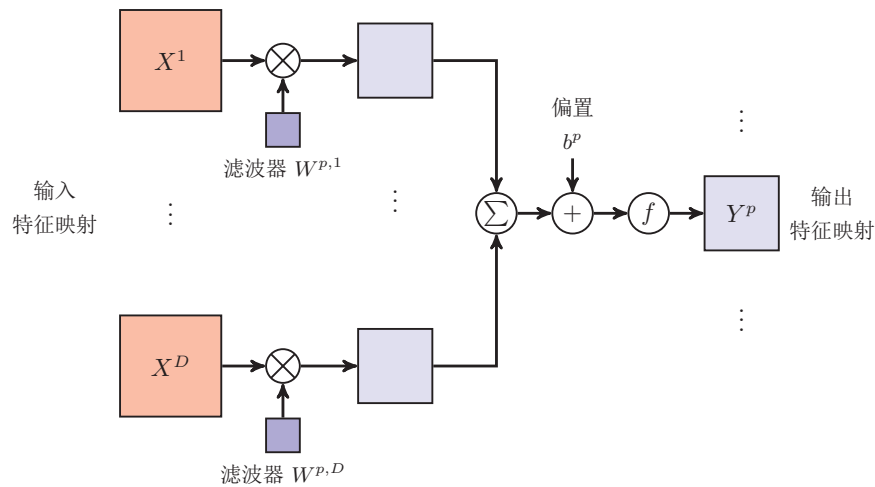 X^1
滤波器 W^{p,1}
输入
特征映射
⋮
⋮
X^D
滤波器 W^{p,D}
∑
偏置
b^p
+
f
⋮
Y^p
⋮
输出
特征映射